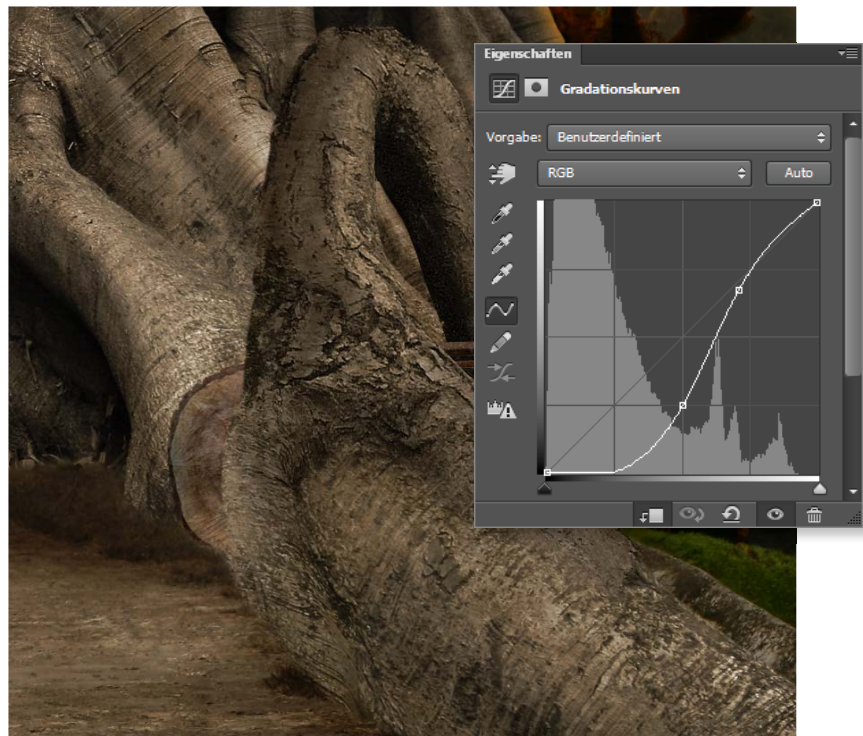 Eigenschaften
Gradationskurven
Vorgabe: Benutzerdefiniert
RGB Auto